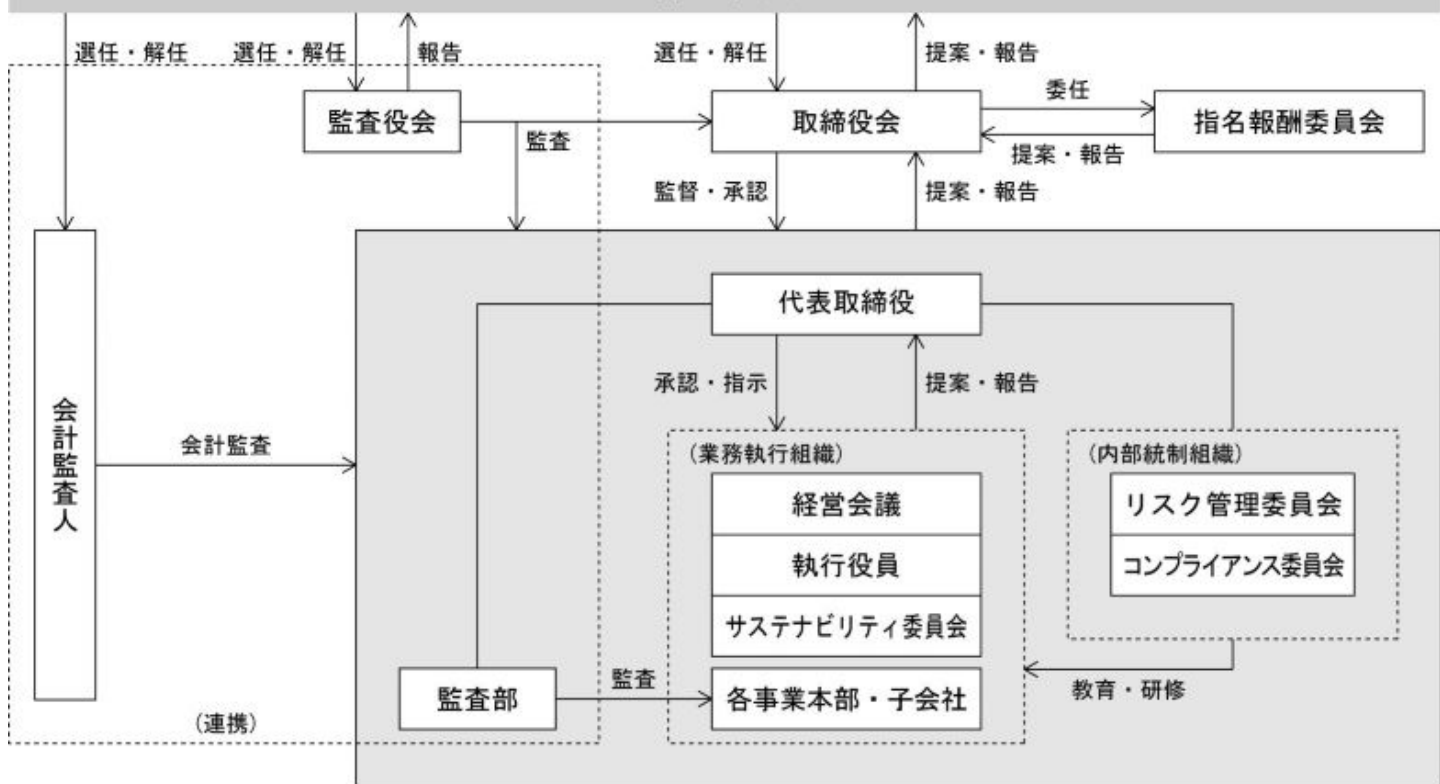 選任・解任
選任・解任
報告
選任・解任
提案・報告
監査役会
監査
取締役会
委任
提案・報告
指名報酬委員会
監督・承認
提案・報告
会計監査人
会計監査
代表取締役
承認・指示
提案・報告
(業務執行組織)
経営会議
執行役員
サステナビリティ委員会
(内部統制組織)
リスク管理委員会
コンプライアンス委員会
教育・研修
監査部
監査
各事業本部・子会社
(連携)